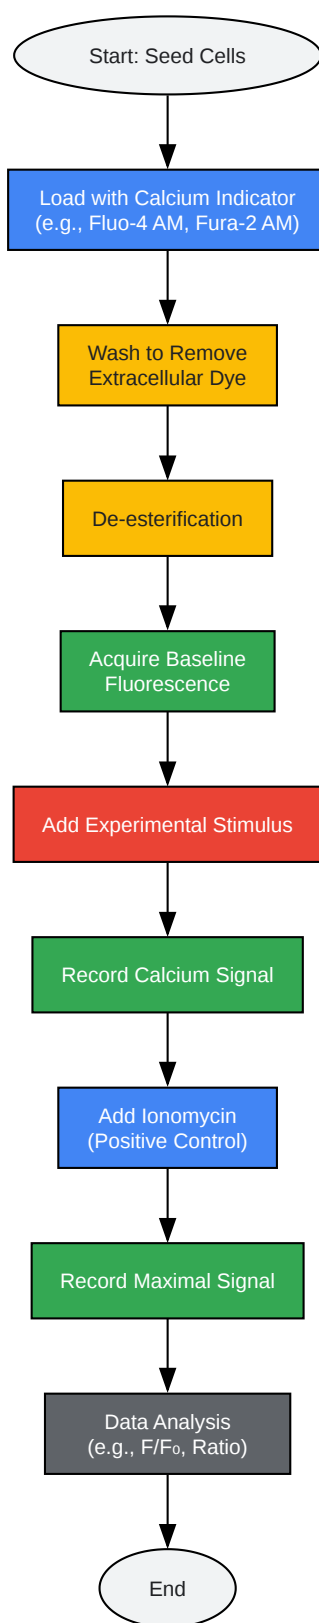 Start: Seed Cells
Load with Calcium Indicator
(e.g., Fluo-4 AM, Fura-2 AM)
Wash to Remove
Extracellular Dye
De-esterification
Acquire Baseline
Fluorescence
Add Experimental Stimulus
Record Calcium Signal
Add Ionomycin
(Positive Control)
Record Maximal Signal
Data Analysis
(e.g., F/F₀, Ratio)
End